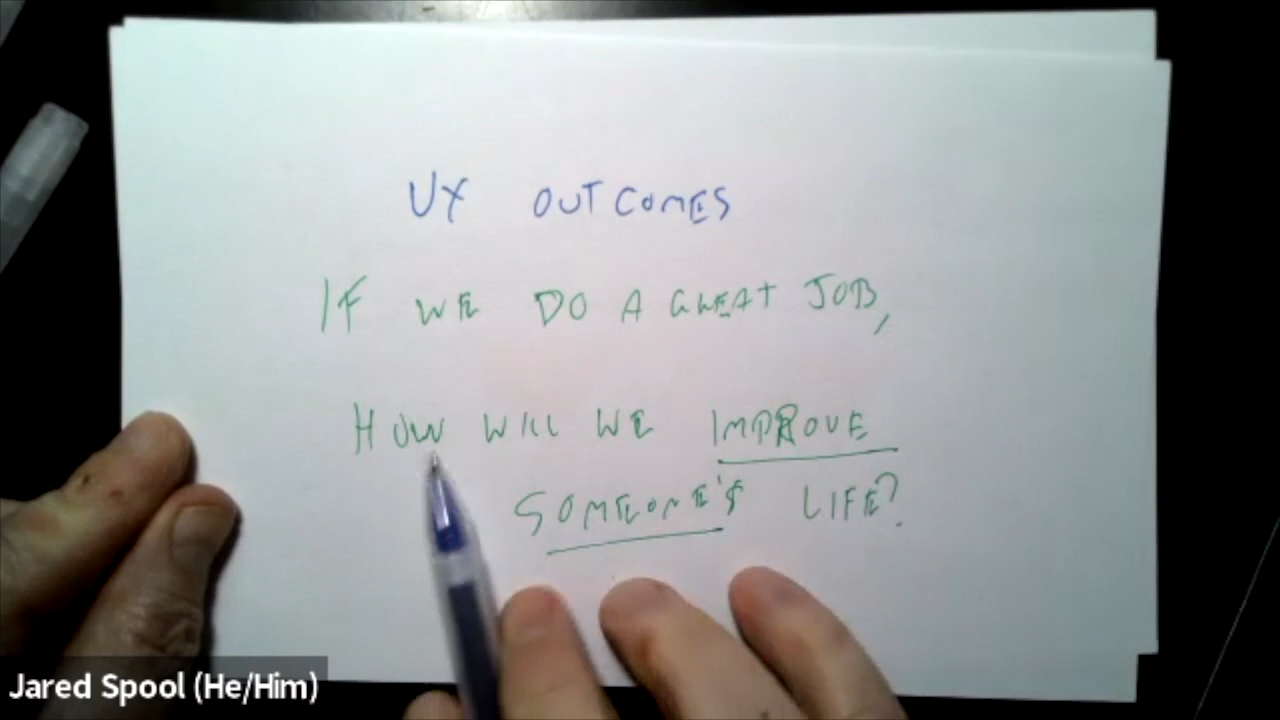 UX OUTCOMES
IF WE DO A GREAT JOB,
HOW WILL WE IMPROVE
SOMEONE'S LIFE?
Jared Spool (He/Him)